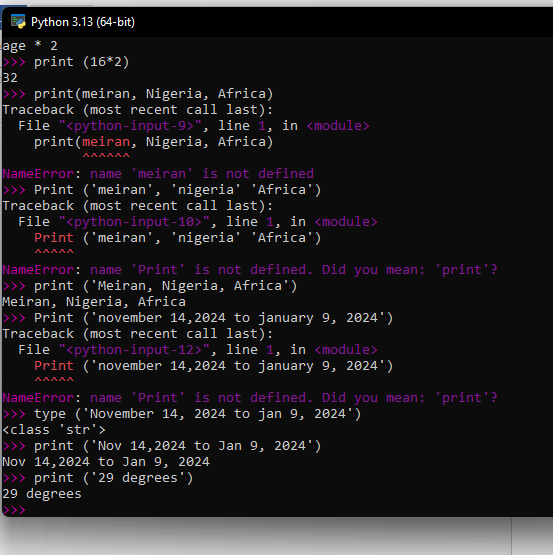 Python 3.13 (64-bit)
age * 2
>>> print (16*2)
32
>>> print(meiran, Nigeria, Africa)
Traceback (most recent call last):
  File "<python-input-9>", line 1, in <module>
    print(meiran, Nigeria, Africa)
          ^^^^^^
NameError: name 'meiran' is not defined
>>> Print ('meiran', 'nigeria' 'Africa')
Traceback (most recent call last):
  File "<python-input-10>", line 1, in <module>
    Print ('meiran', 'nigeria' 'Africa')
    ^^^^^
NameError: name 'Print' is not defined. Did you mean: 'print'?
>>> print ('Meiran, Nigeria, Africa')
Meiran, Nigeria, Africa
>>> Print ('november 14,2024 to january 9, 2024')
Traceback (most recent call last):
  File "<python-input-12>", line 1, in <module>
    Print ('november 14,2024 to january 9, 2024')
    ^^^^^
NameError: name 'Print' is not defined. Did you mean: 'print'?
>>> type ('November 14, 2024 to jan 9, 2024')
<class 'str'>
>>> print ('Nov 14,2024 to Jan 9, 2024')
Nov 14,2024 to Jan 9, 2024
>>> print ('29 degrees')
29 degrees
>>>